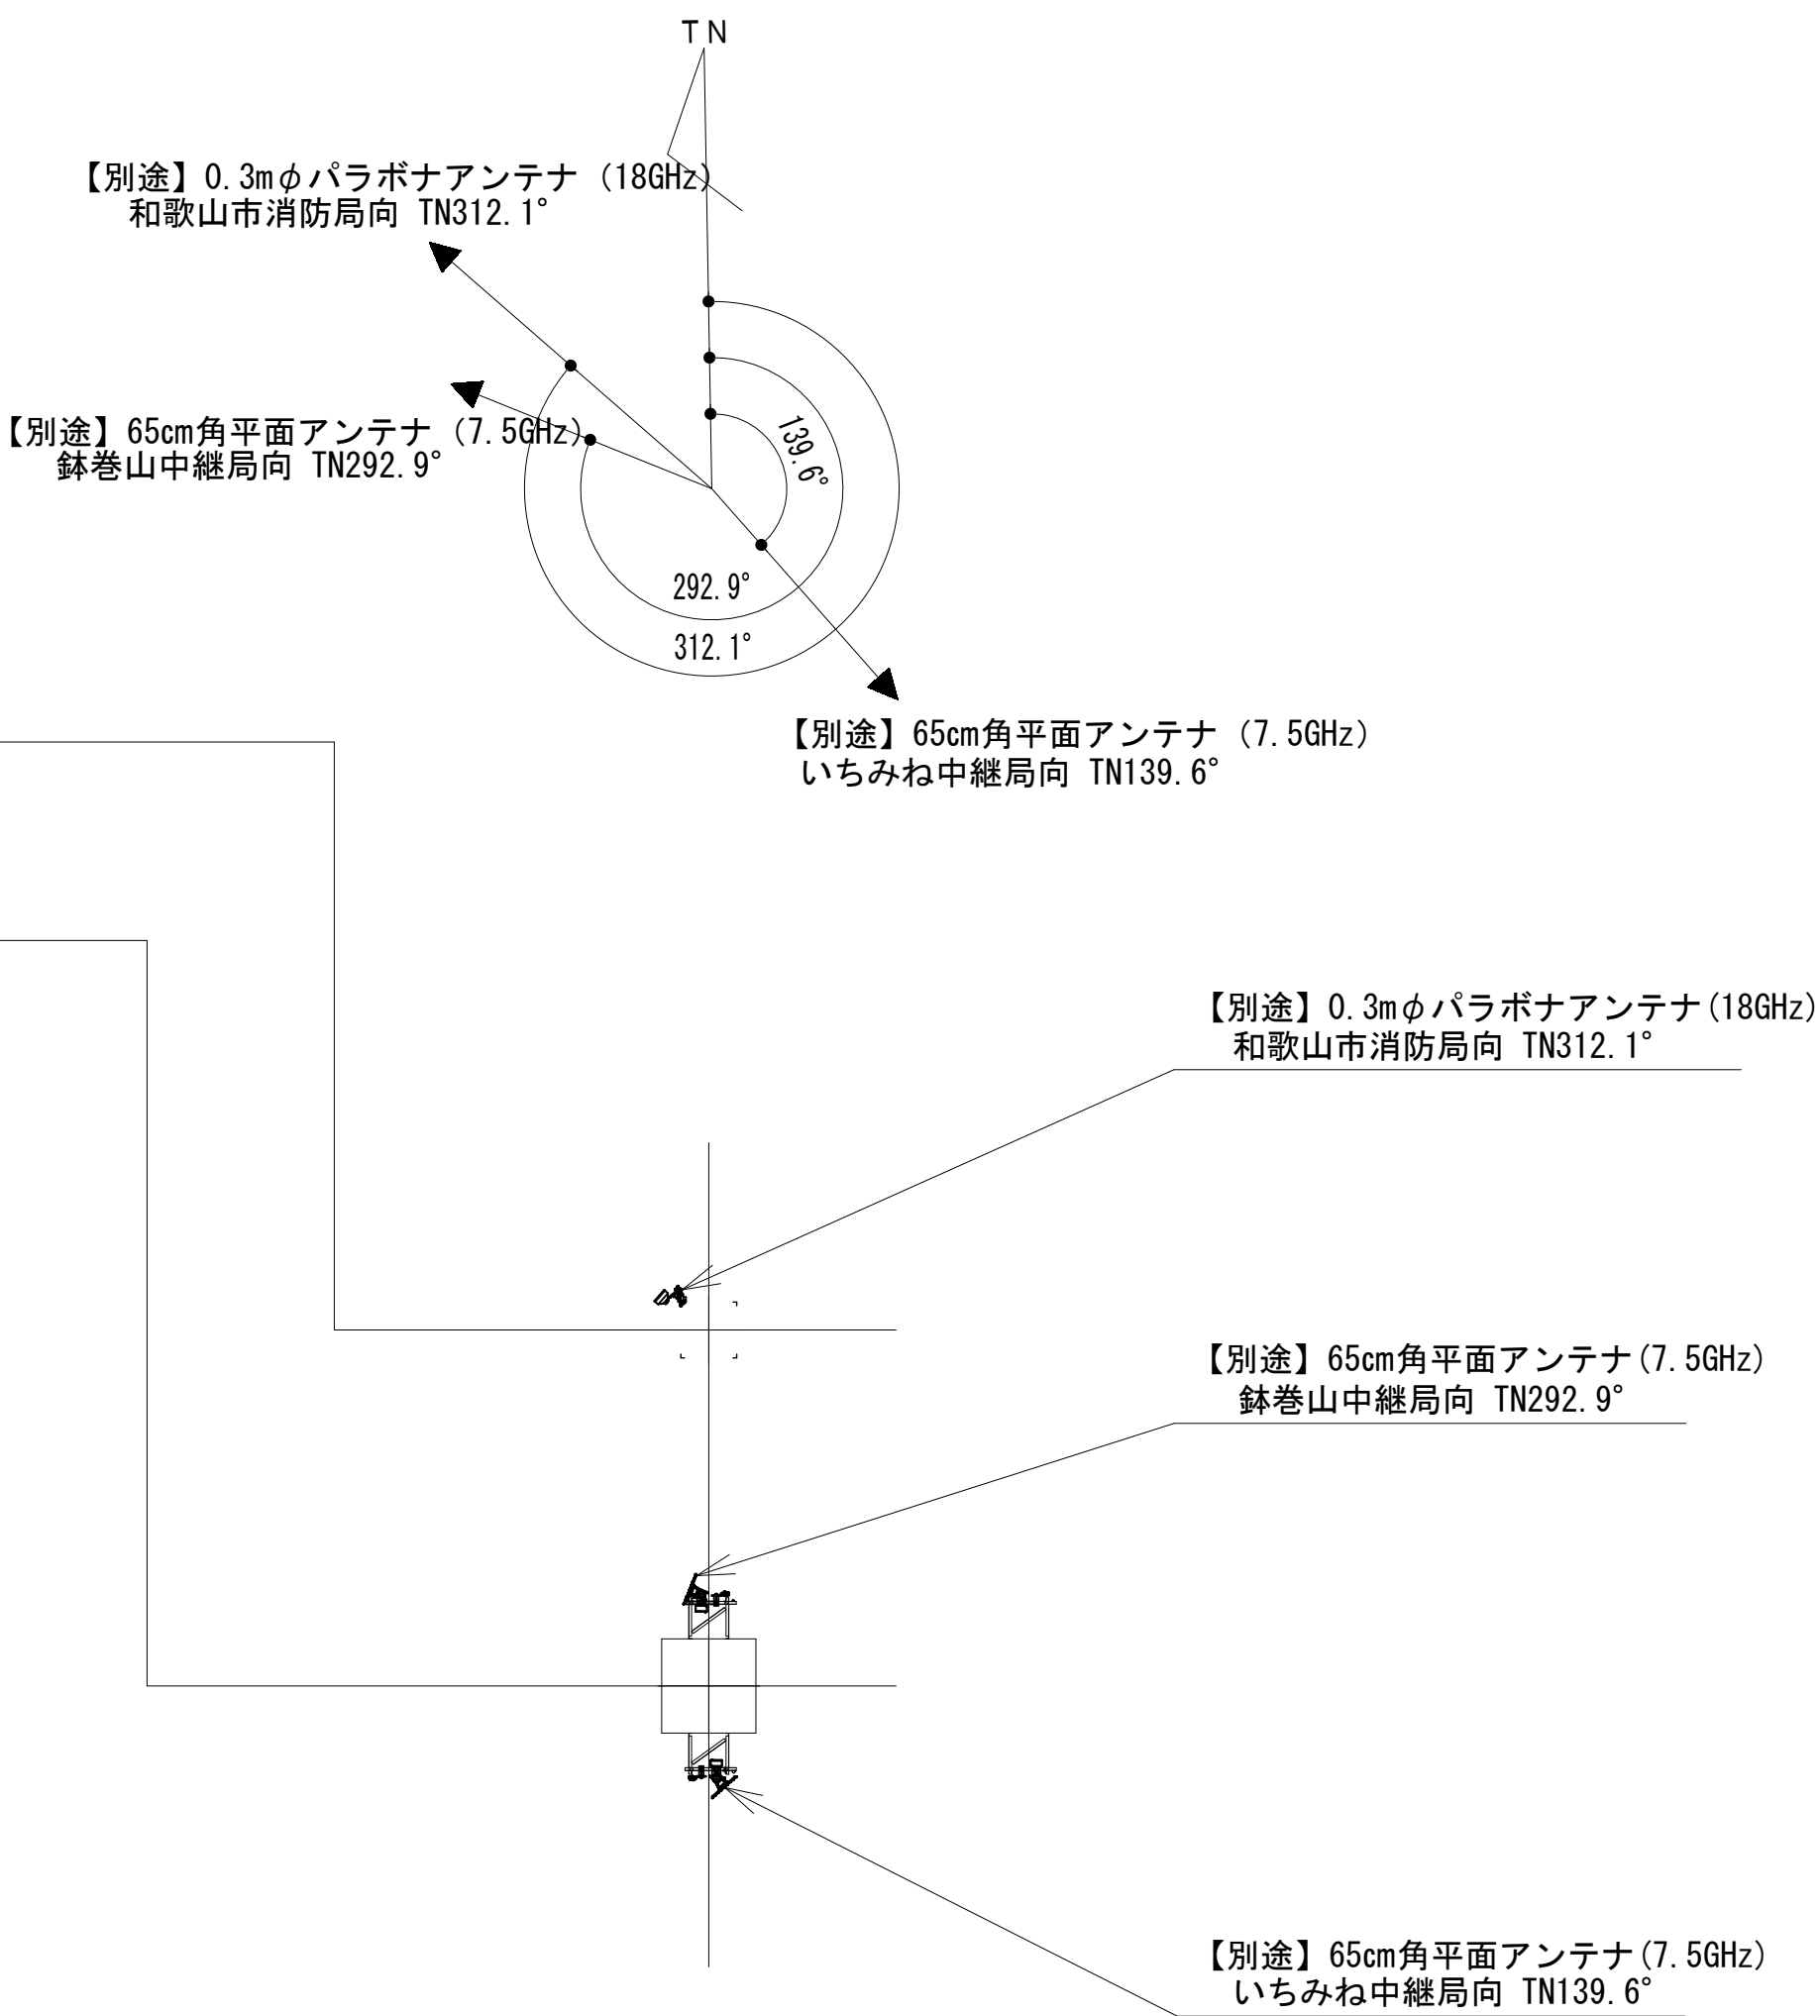 TN
【別途】0.3mφパラボナアンテナ（18GHz）
和歌山市消防局向 TN312.1°
【別途】65cm角平面アンテナ（7.5GHz）
鉢巻山中継局向 TN292.9°
139.6°
292.9°
312.1°
【別途】65cm角平面アンテナ（7.5GHz）
いちみね中継局向 TN139.6°
【別途】0.3mφパラボナアンテナ(18GHz)
和歌山市消防局向 TN312.1°
【別途】65cm角平面アンテナ(7.5GHz)
鉢巻山中継局向 TN292.9°
【別途】65cm角平面アンテナ(7.5GHz)
いちみね中継局向 TN139.6°